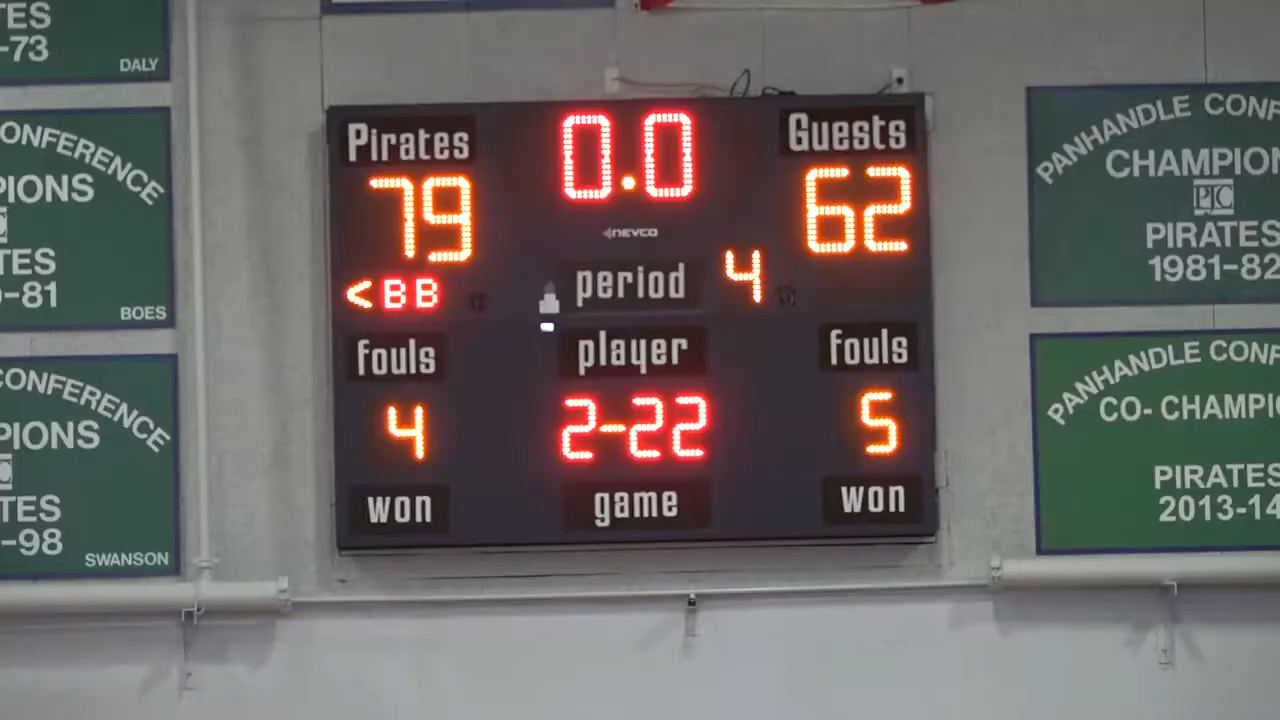 TES
-73
DALY
ONFERENCE
PIONS
TES
-81
BOES
CONFERENCE
PIONS
TES
-98
SWANSON
Pirates
0.0
Guests
79
62
NEVCO
<BB
period
4
fouls
player
fouls
4
2-22
5
won
game
won
PANHANDLE CONF
CHAMPION
PJC
PIRATES
1981-82
PANHANDLE CONF
CO- CHAMPIO
PIRATES
2013-14